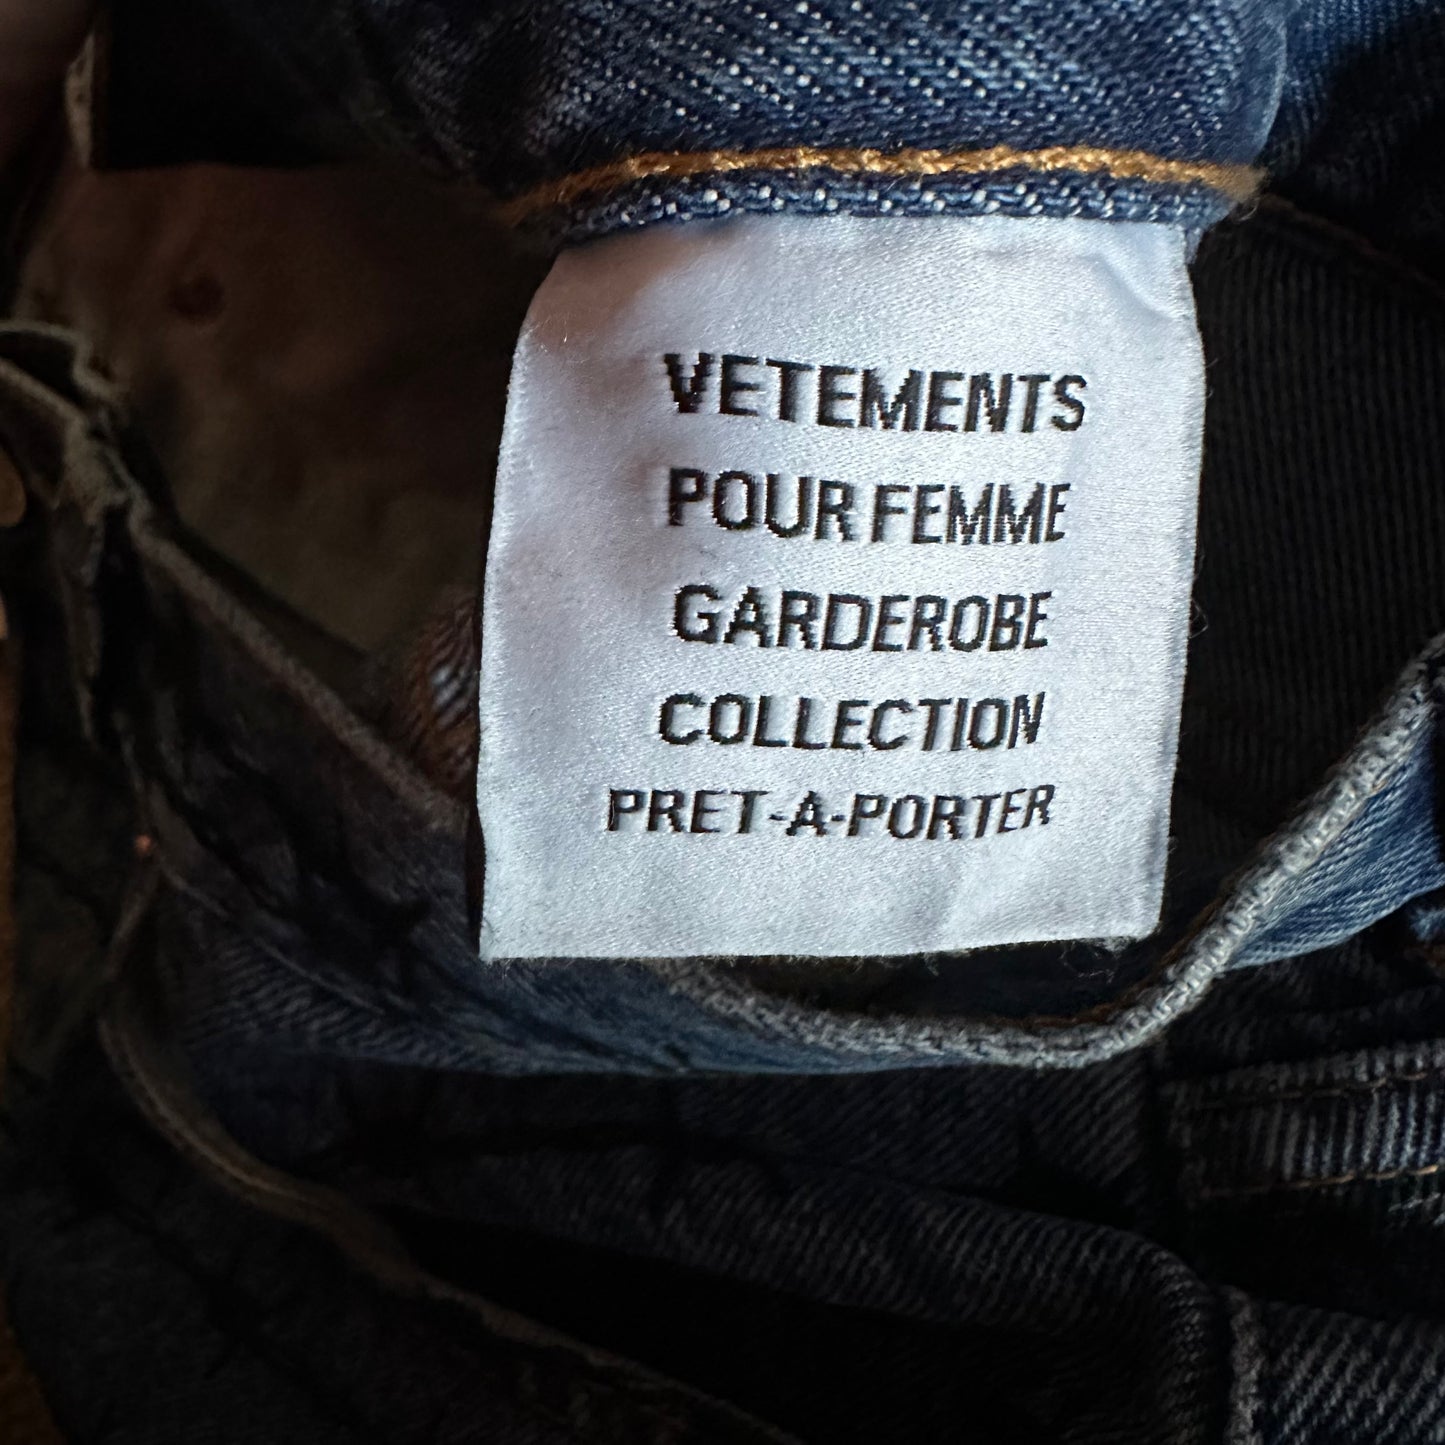 VETEMENTS
POUR FEMME
GARDEROBE
COLLECTION
PRET-A-PORTER